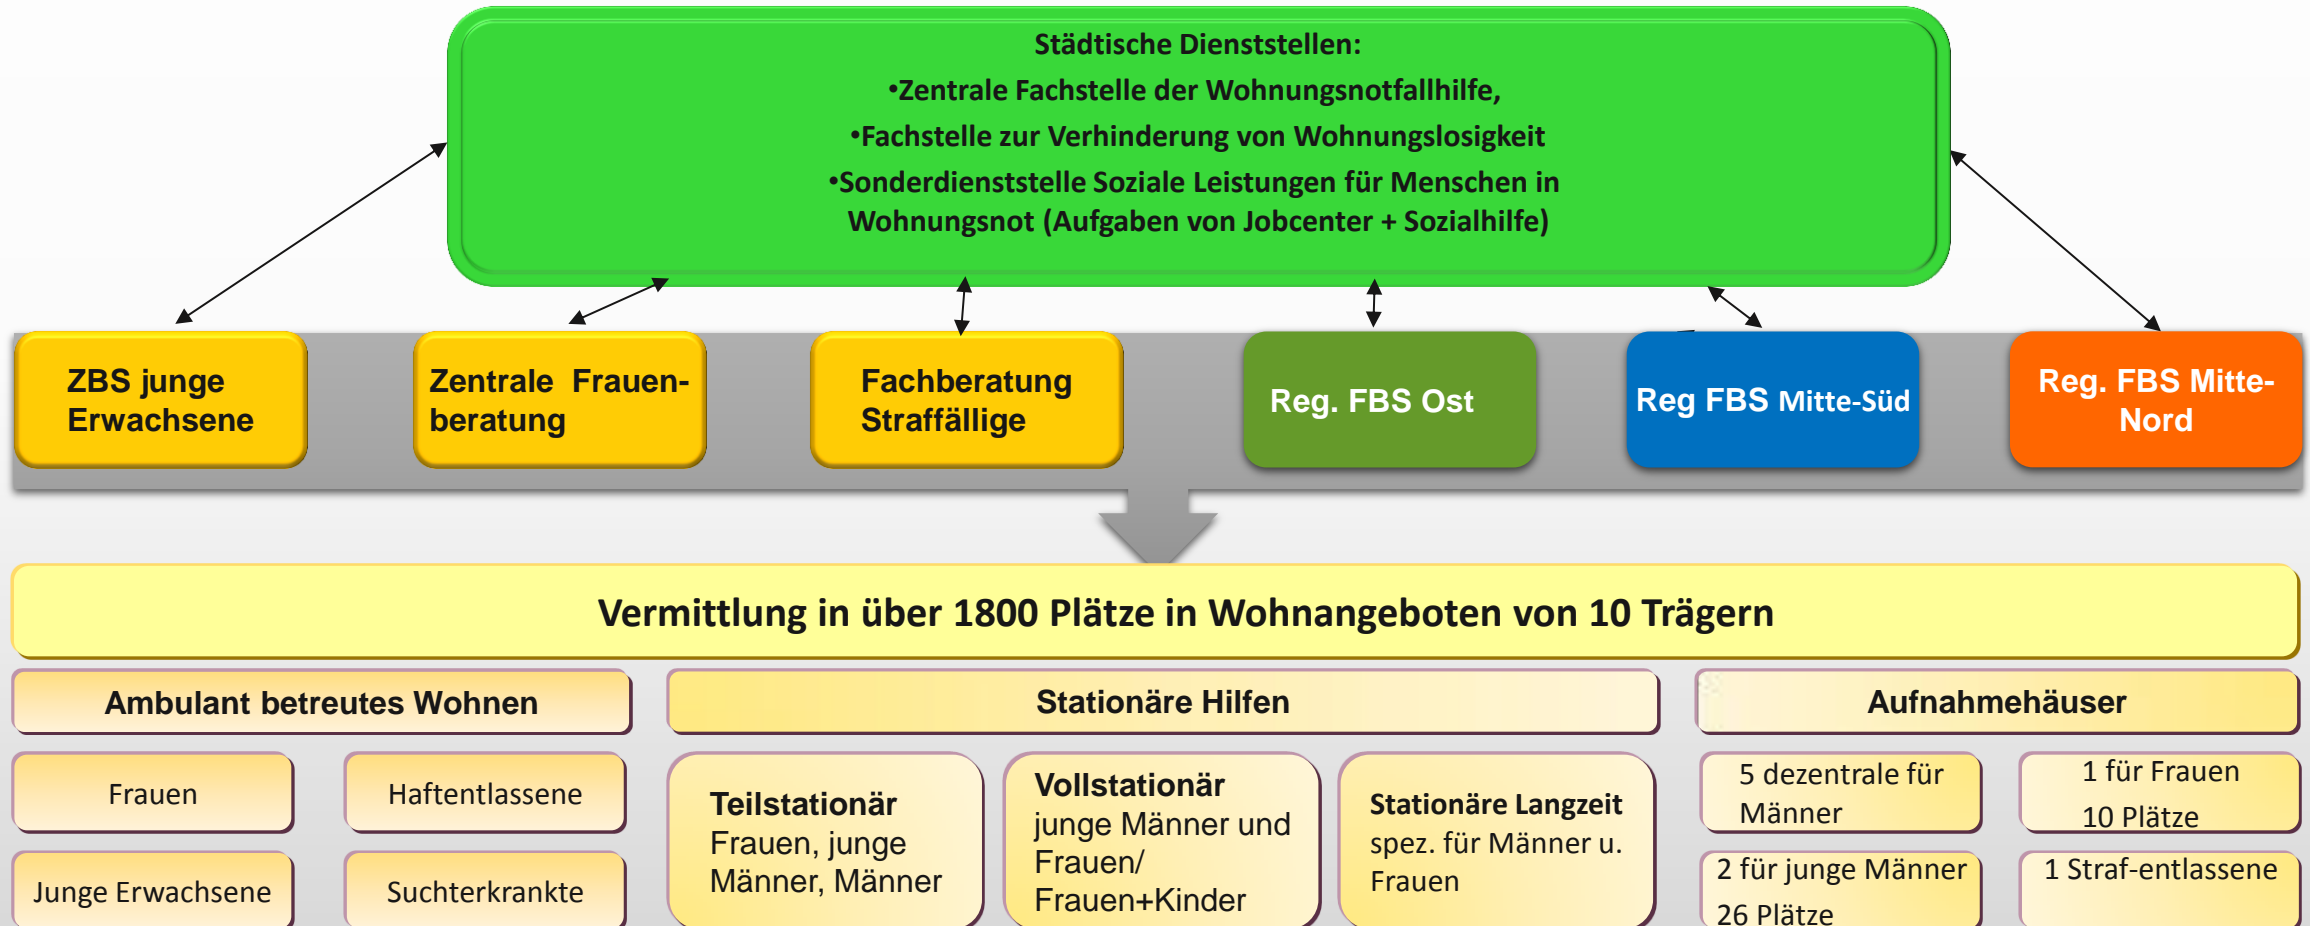 Städtische Dienststellen:
•Zentrale Fachstelle der Wohnungsnotfallhilfe,
•Fachstelle zur Verhinderung von Wohnungslosigkeit
•Sonderdienststelle Soziale Leistungen für Menschen in
Wohnungsnot (Aufgaben von Jobcenter + Sozialhilfe)
ZBS junge
Erwachsene
Zentrale Frauen-
beratung
Fachberatung
Straffällige
Reg. FBS Ost
Reg FBS Mitte-Süd
Reg. FBS Mitte-
Nord
Vermittlung in über 1800 Plätze in Wohnangeboten von 10 Trägern
Ambulant betreutes Wohnen
Frauen
Haftentlassene
Junge Erwachsene
Suchterkrankte
Stationäre Hilfen
Teilstationär
Frauen, junge
Männer, Männer
Vollstationär
junge Männer und
Frauen/
Frauen+Kinder
Stationäre Langzeit
spez. für Männer u.
Frauen
Aufnahmehäuser
5 dezentrale für
Männer
1 für Frauen
10 Plätze
2 für junge Männer
26 Plätze
1 Straf-entlassene